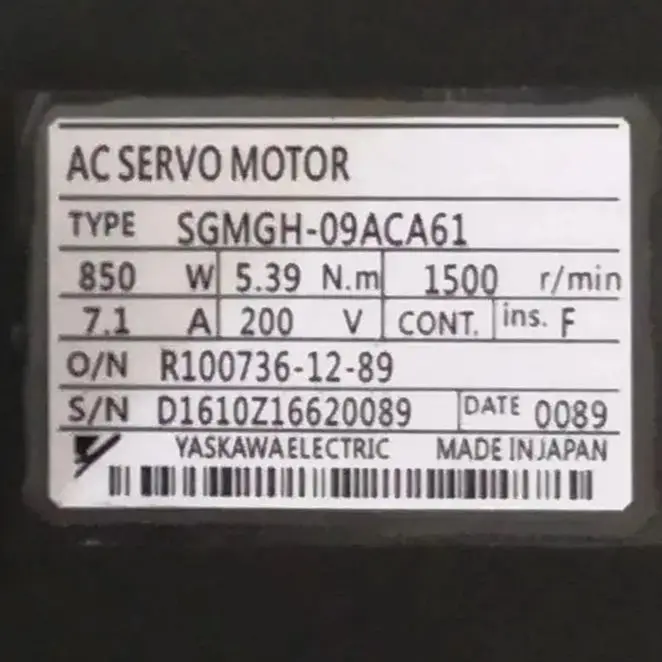 AC SERVO MOTOR
TYPE SGMGH-09ACA61
850 W 5.39 N.m 1500 r/min
7.1 A 200 V CONT. ins. F
O/N R100736-12-89
S/N D1610Z16620089 DATE 0089
YASKAWA ELECTRIC MADE IN JAPAN